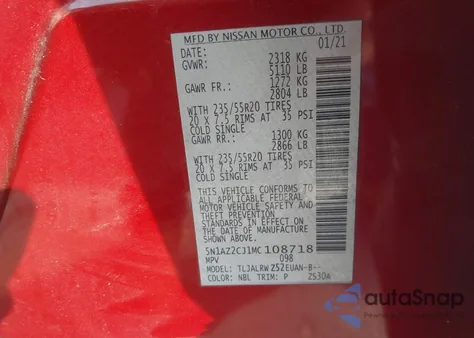 MFD BY NISSAN MOTOR CO., LTD.
DATE: 01/21
GVWR: 2318 KG
5110 LB
GAWR FR.: 1272 KG
2804 LB
WITH 235/55R20 TIRES
20 X 7.5 RIMS AT 35 PSI
COLD SINGLE
GAWR RR.: 1300 KG
2866 LB
WITH 235/55R20 TIRES
20 X 7.5 RIMS AT 35 PSI
COLD SINGLE
THIS VEHICLE CONFORMS TO
ALL APPLICABLE FEDERAL
MOTOR VEHICLE SAFETY
AND THEFT PREVENTION
STANDARDS IN EFFECT ON
THE DATE OF MANUFACTURE
SHOWN ABOVE.
5N1AZ2CJ1MC108718
MPV 098
MODEL: TLJALRWZ52EUAN-B--
COLOR: NBL TRIM: P ZS30A
autoSnap